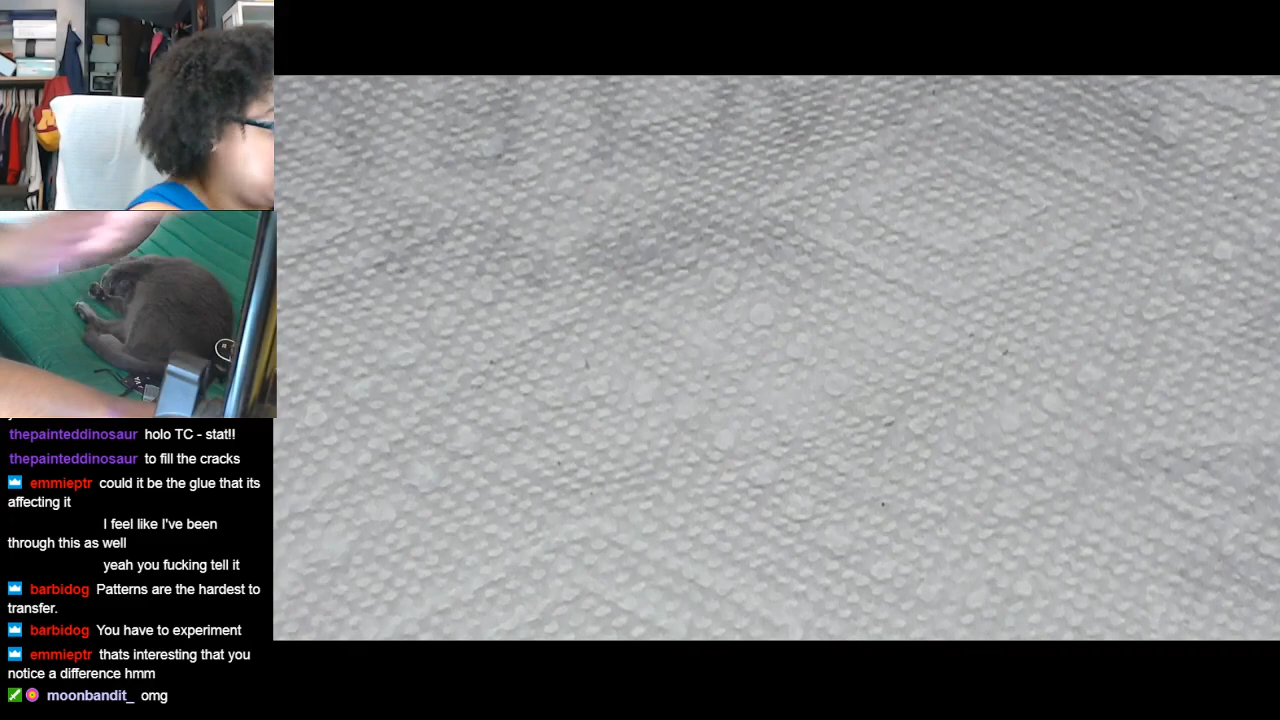 thepainteddinosaur holo TC - stat!!
thepainteddinosaur to fill the cracks
emmieptr could it be the glue that its
affecting it
I feel like I've been
through this as well
yeah you fucking tell it
barbidog Patterns are the hardest to
transfer.
barbidog You have to experiment
emmieptr thats interesting that you
notice a difference hmm
moonbandit_ omg